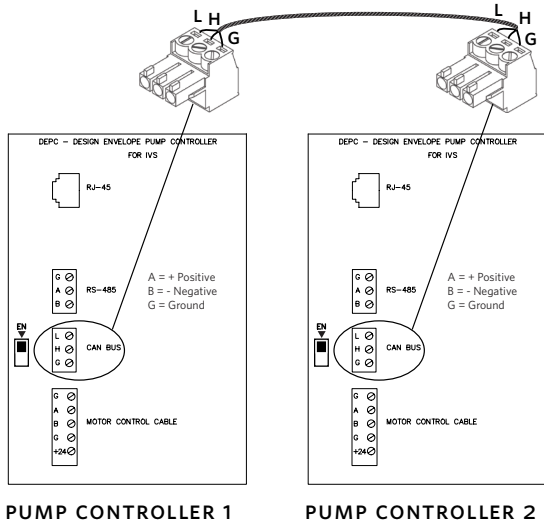 L H G
L H G
DEPC – DESIGN ENVELOPE PUMP CONTROLLER
FOR IVS
RJ-45
G
A RS-485
B
A = + Positive
B = - Negative
G = Ground
EN
L
H CAN BUS
G
G
A
B MOTOR CONTROL CABLE
G
+24
PUMP CONTROLLER 1
DEPC – DESIGN ENVELOPE PUMP CONTROLLER
FOR IVS
RJ-45
G
A RS-485
B
A = + Positive
B = - Negative
G = Ground
EN
L
H CAN BUS
G
G
A
B MOTOR CONTROL CABLE
G
+24
PUMP CONTROLLER 2